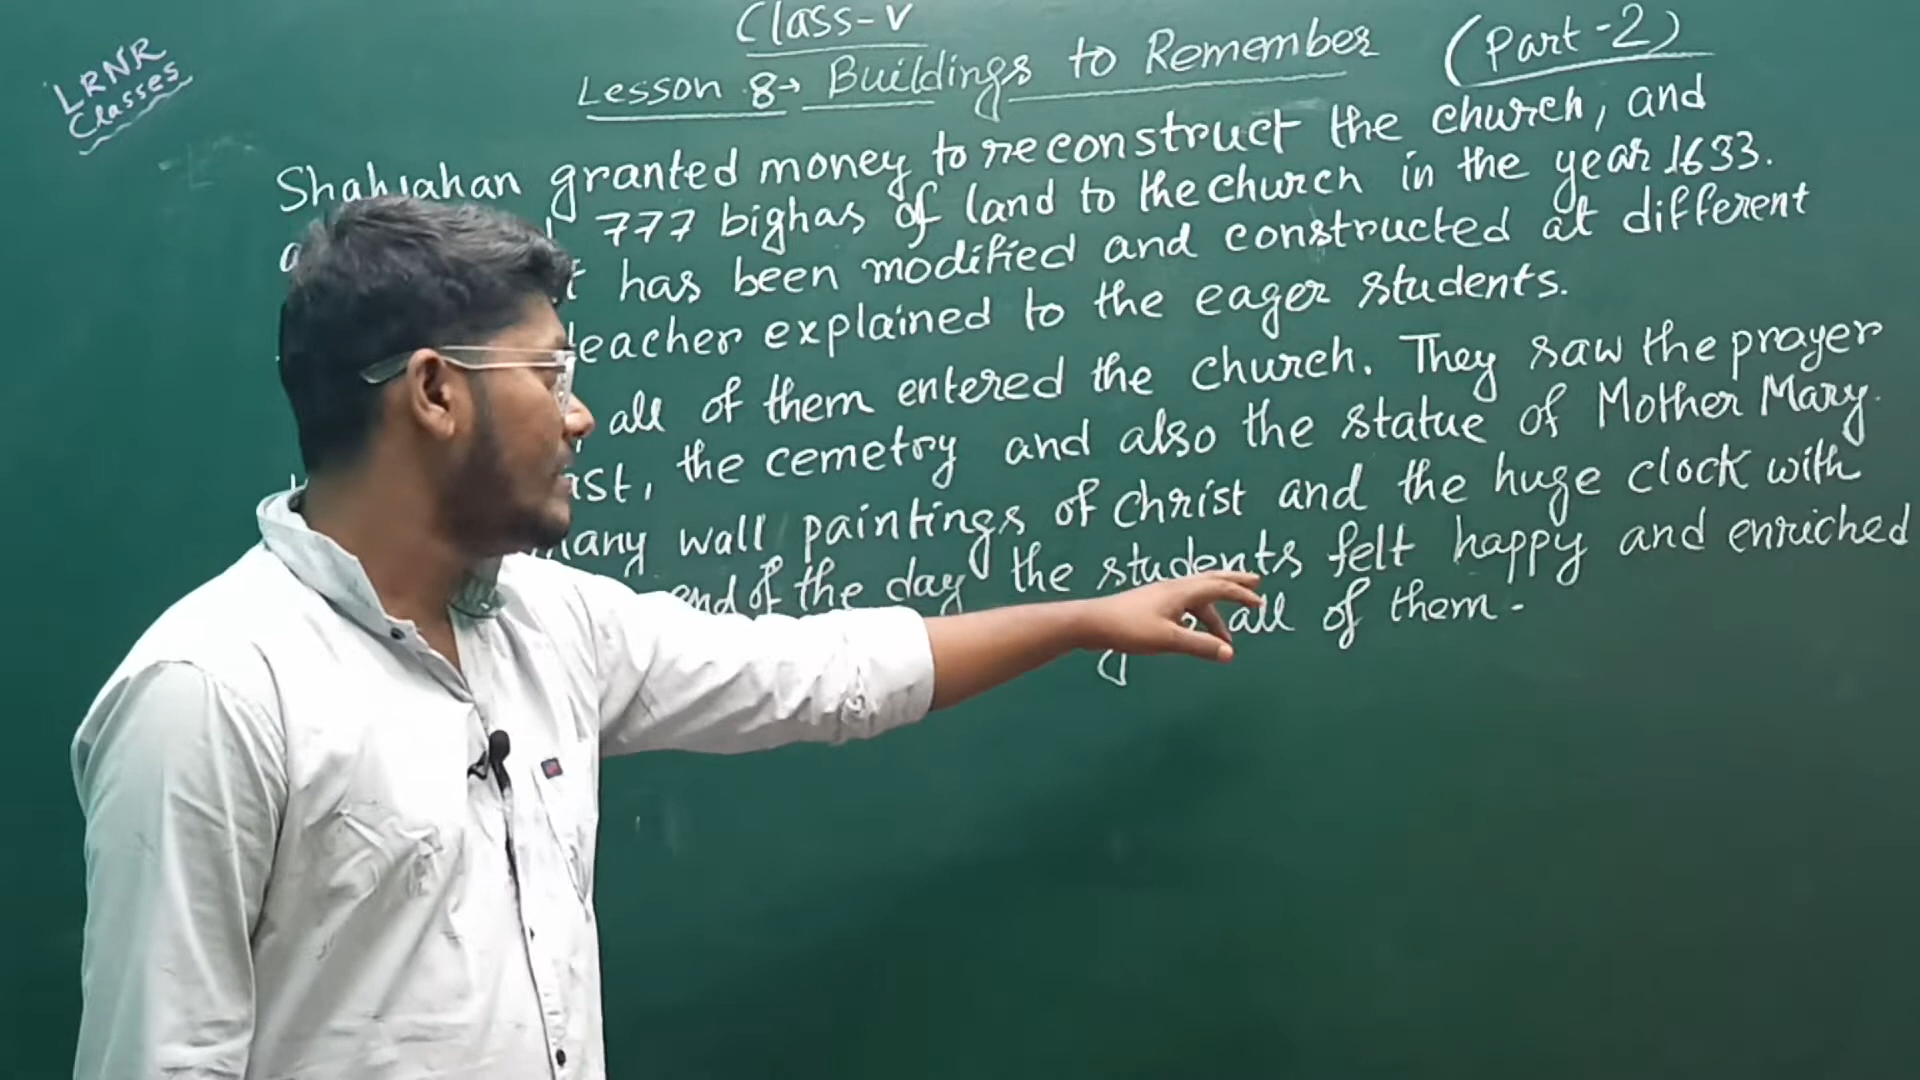 Class-V
LRNR
Classes
Lesson 8→ Buildings to Remember (Part-2)
Shahjahan granted money to reconstruct the church, and
777 bighas of land to the church in the year 1633.
has been modified and constructed at different
teacher explained to the eager students.
all of them entered the church. They saw the prayer
the cemetry and also the statue of Mother Mary.
many wall paintings of Christ and the huge clock with
end of the day the students felt happy and enriched
all of them.